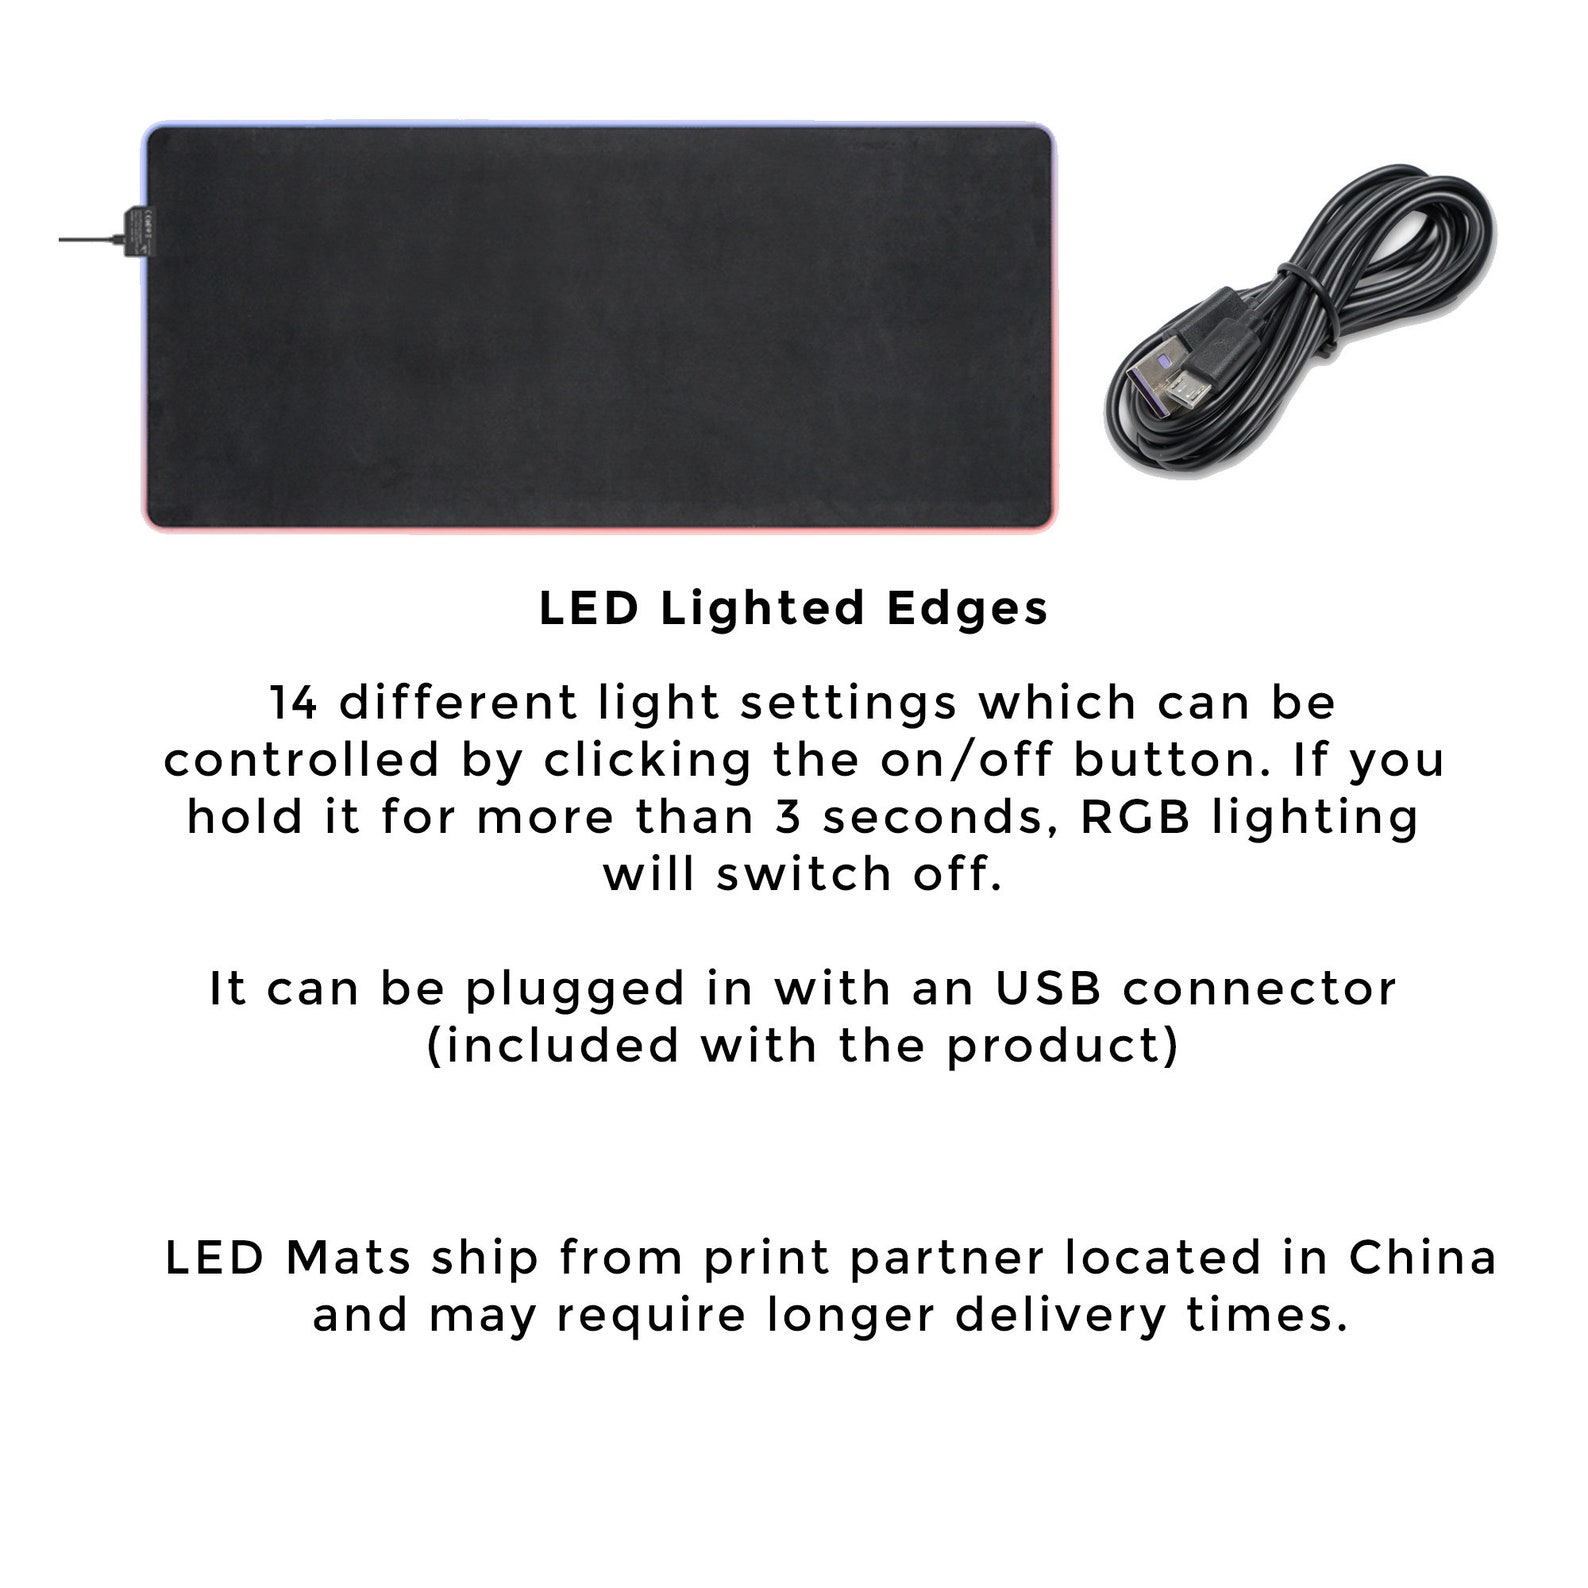 LED Lighted Edges
14 different light settings which can be
controlled by clicking the on/off button. If you
hold it for more than 3 seconds, RGB lighting
will switch off.
It can be plugged in with an USB connector
(included with the product)
LED Mats ship from print partner located in China
and may require longer delivery times.